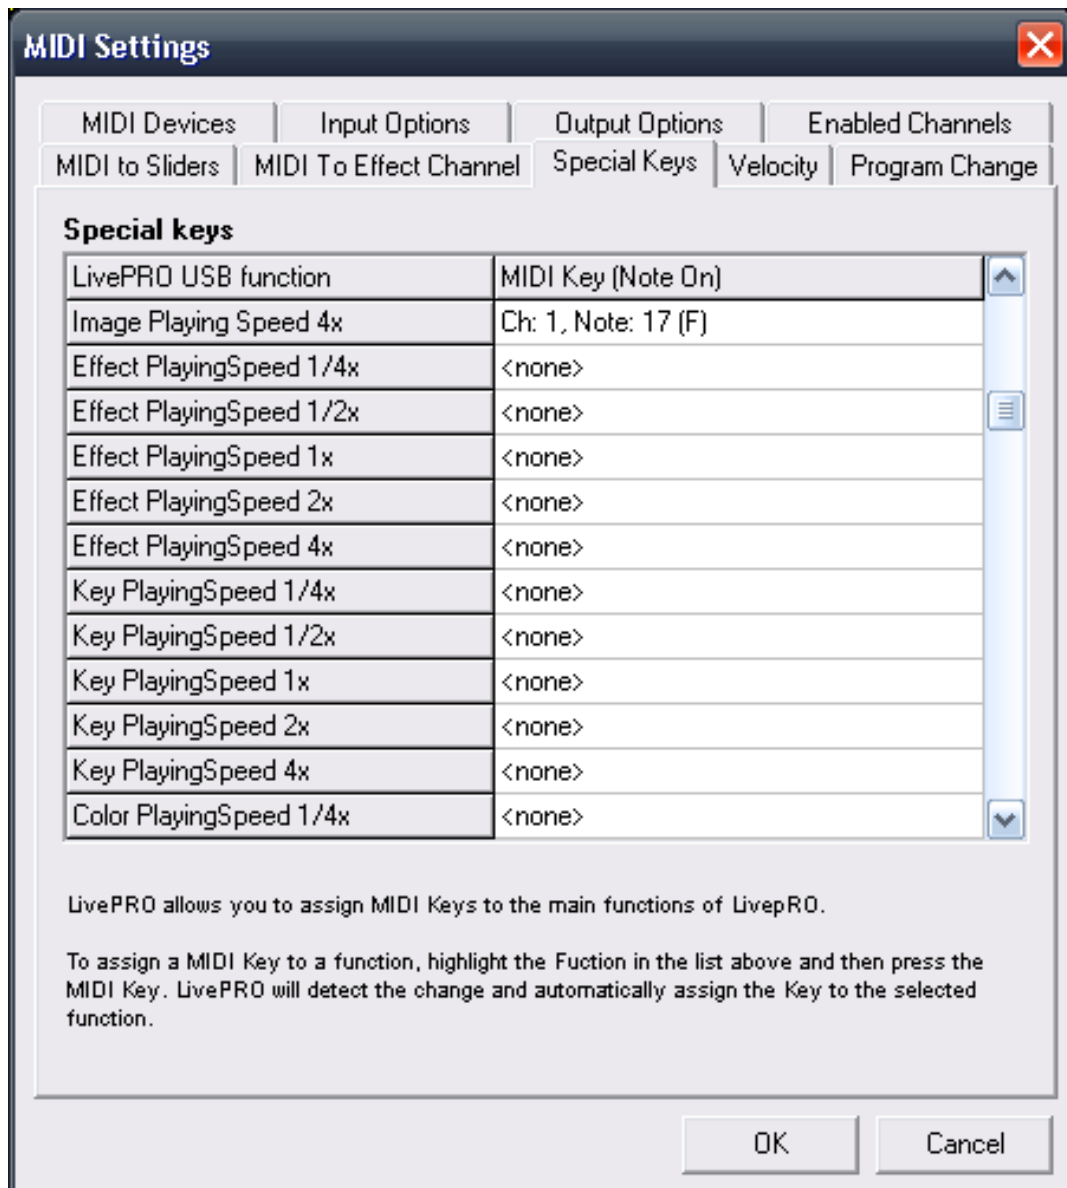 MIDI Settings
MIDI Devices Input Options Output Options Enabled Channels
MIDI to Sliders MIDI To Effect Channel Special Keys Velocity Program Change
Special keys
LivePRO USB function MIDI Key (Note On)
Image Playing Speed 4x Ch: 1, Note: 17 (F)
Effect PlayingSpeed 1/4x <none>
Effect PlayingSpeed 1/2x <none>
Effect PlayingSpeed 1x <none>
Effect PlayingSpeed 2x <none>
Effect PlayingSpeed 4x <none>
Key PlayingSpeed 1/4x <none>
Key PlayingSpeed 1/2x <none>
Key PlayingSpeed 1x <none>
Key PlayingSpeed 2x <none>
Key PlayingSpeed 4x <none>
Color PlayingSpeed 1/4x <none>
LivePRO allows you to assign MIDI Keys to the main functions of LivepRO.
To assign a MIDI Key to a function, highlight the Fuction in the list above and then press the
MIDI Key. LivePRO will detect the change and automatically assign the Key to the selected
function.
OK Cancel